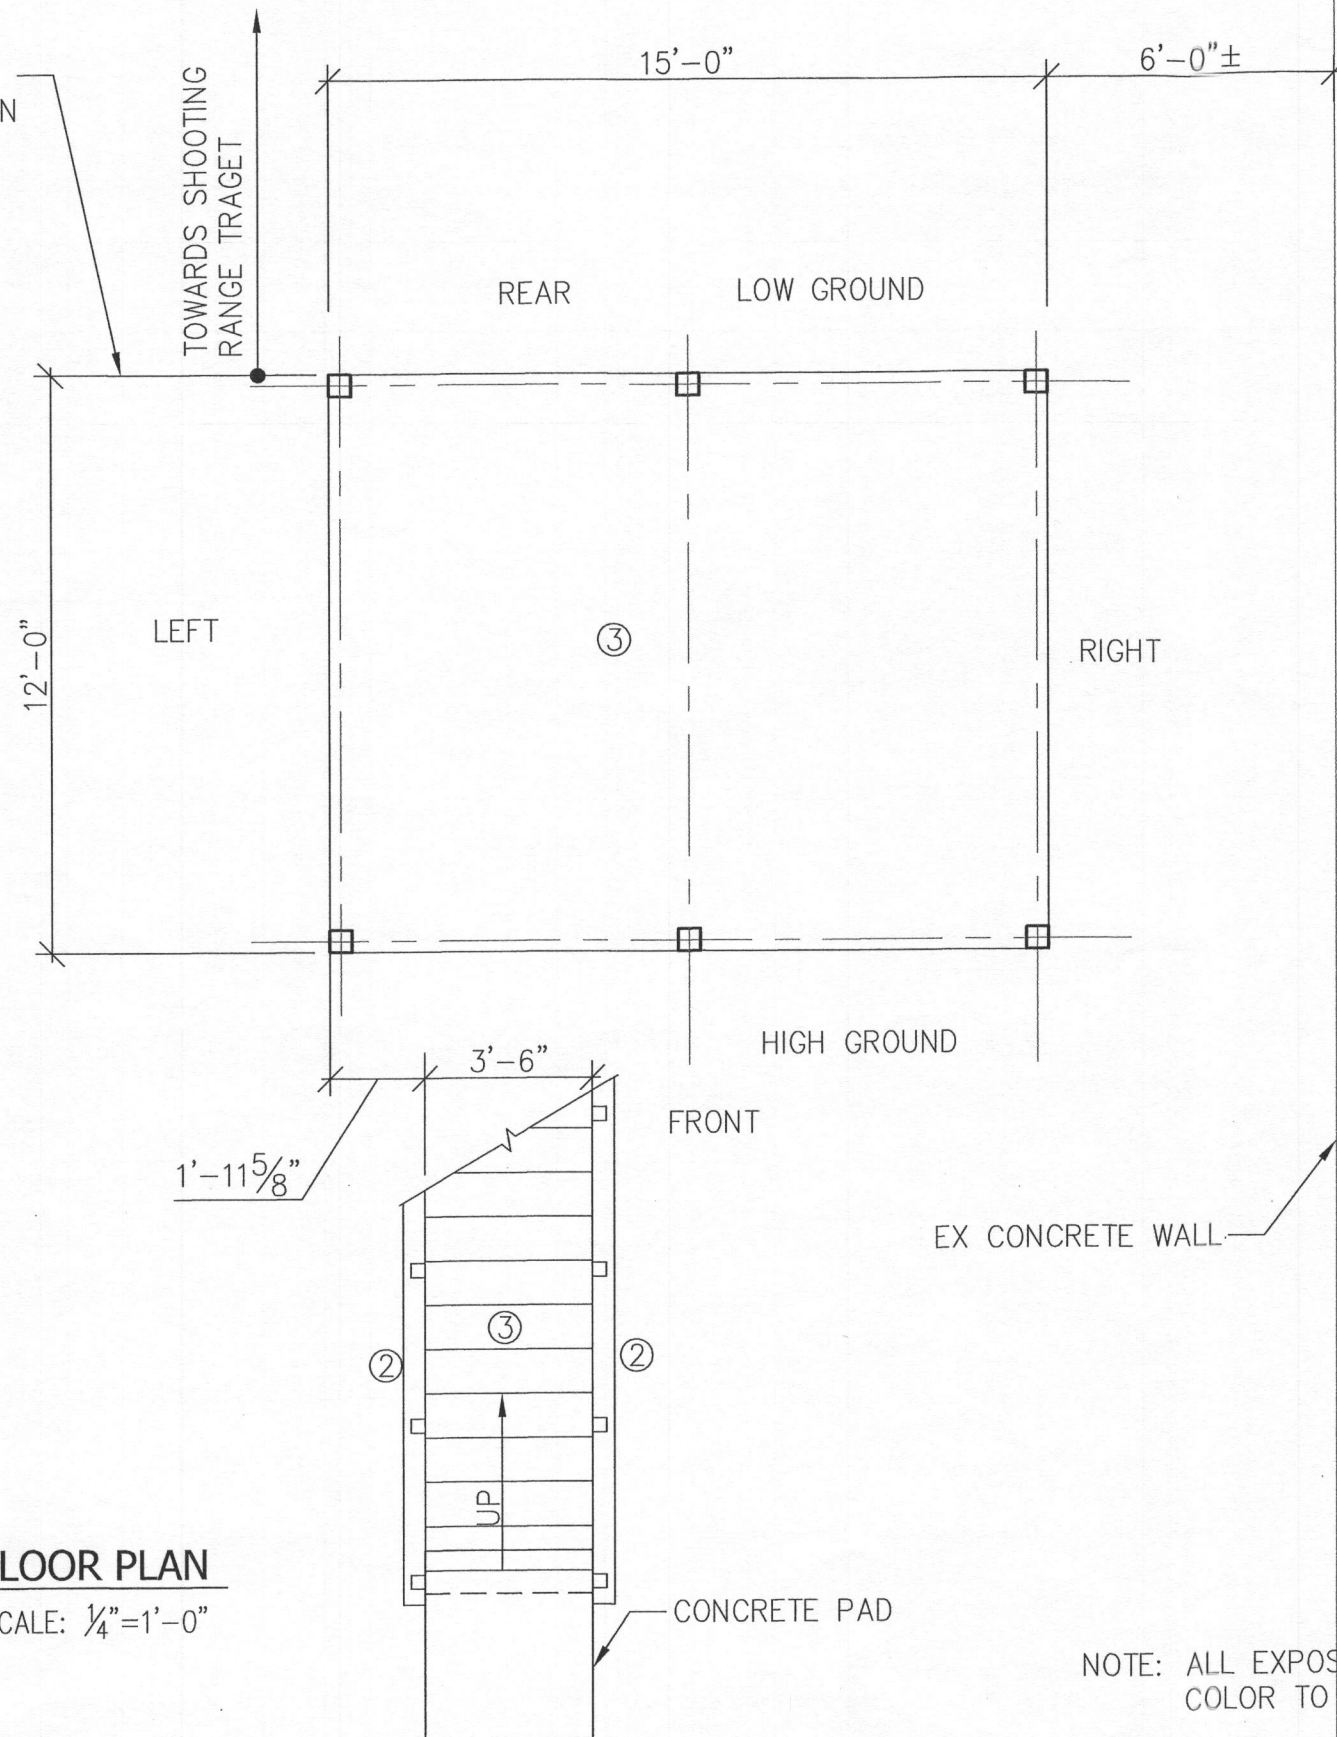 15'-0"
6'-0"±
N
TOWARDS SHOOTING
RANGE TRAGET
REAR
LOW GROUND
LEFT
③
12'-0"
RIGHT
HIGH GROUND
3'-6"
FRONT
1'-11 5/8"
EX CONCRETE WALL
③
②
②
UP
LOOR PLAN
CALE: 1/4"=1'-0"
CONCRETE PAD
NOTE: ALL EXPOS
COLOR TO